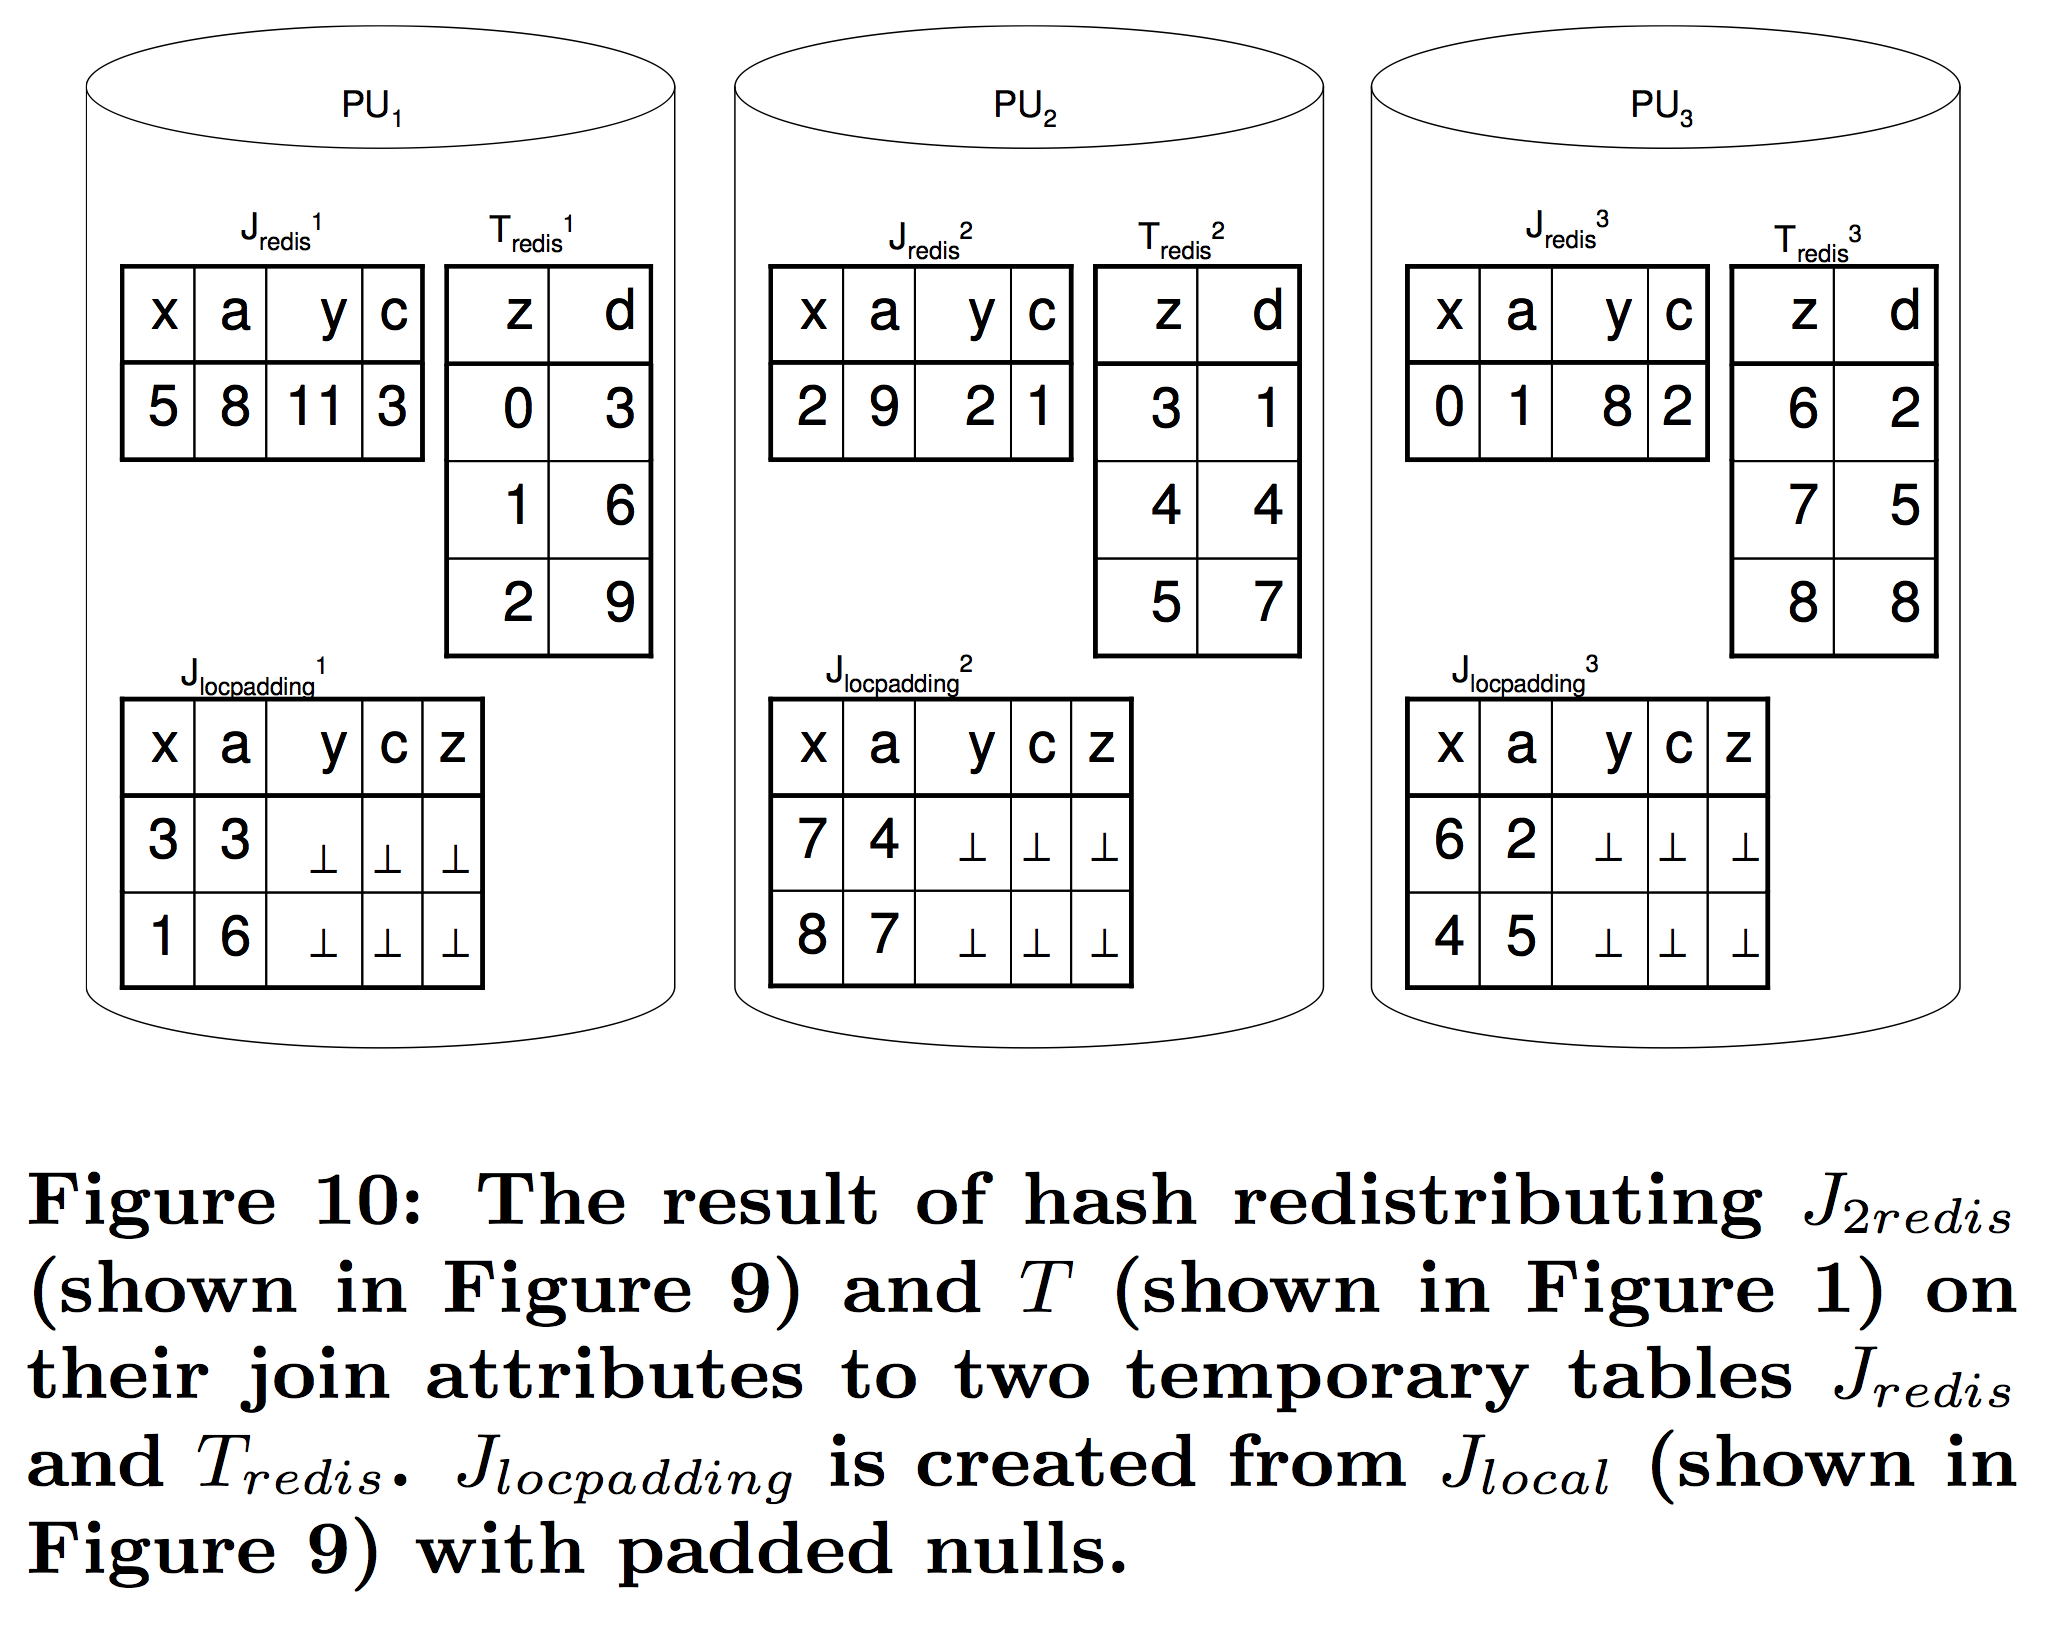 PU1 PU2 PU3
Jredis1 Tredis1 Jredis2 Tredis2 Jredis3 Tredis3
x a y c z d x a y c z d x a y c z d
5 8 11 3 0 3 2 9 2 1 3 1 0 1 8 2 6 2
1 6 4 4 7 5
2 9 5 7 8 8
Jlocpadding1 Jlocpadding2 Jlocpadding3
x a y c z x a y c z x a y c z
3 3 ⊥ ⊥ ⊥ 7 4 ⊥ ⊥ ⊥ 6 2 ⊥ ⊥ ⊥
1 6 ⊥ ⊥ ⊥ 8 7 ⊥ ⊥ ⊥ 4 5 ⊥ ⊥ ⊥
Figure 10: The result of hash redistributing J2redis
(shown in Figure 9) and T (shown in Figure 1) on
their join attributes to two temporary tables Jredis
and Tredis. Jlocpadding is created from Jlocal (shown in
Figure 9) with padded nulls.